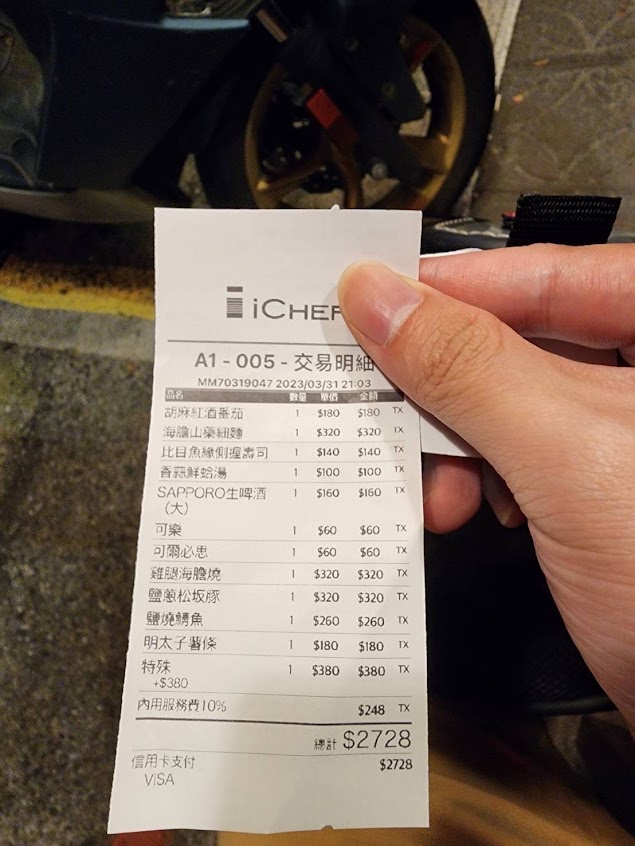 iCHEF
A1-005-交易明細
MM70319047 2023/03/31 21:03
品名 數量 單價 金額
胡麻紅酒番茄 1 $180 $180 TX
海膽山藥細麵 1 $320 $320 TX
比目魚緣側握壽司 1 $140 $140 TX
香蒜鮮蛤湯 1 $100 $100 TX
SAPPORO生啤酒 1 $160 $160 TX
（大）
可樂 1 $60 $60 TX
可爾必思 1 $60 $60 TX
雞腿海膽燒 1 $320 $320 TX
鹽蔥松坂豚 1 $320 $320 TX
鹽燒鯖魚 1 $260 $260 TX
明太子薯條 1 $180 $180 TX
特殊 1 $380 $380 TX
+$380
內用服務費10% $248 TX
總計 $2728
信用卡支付 $2728
VISA